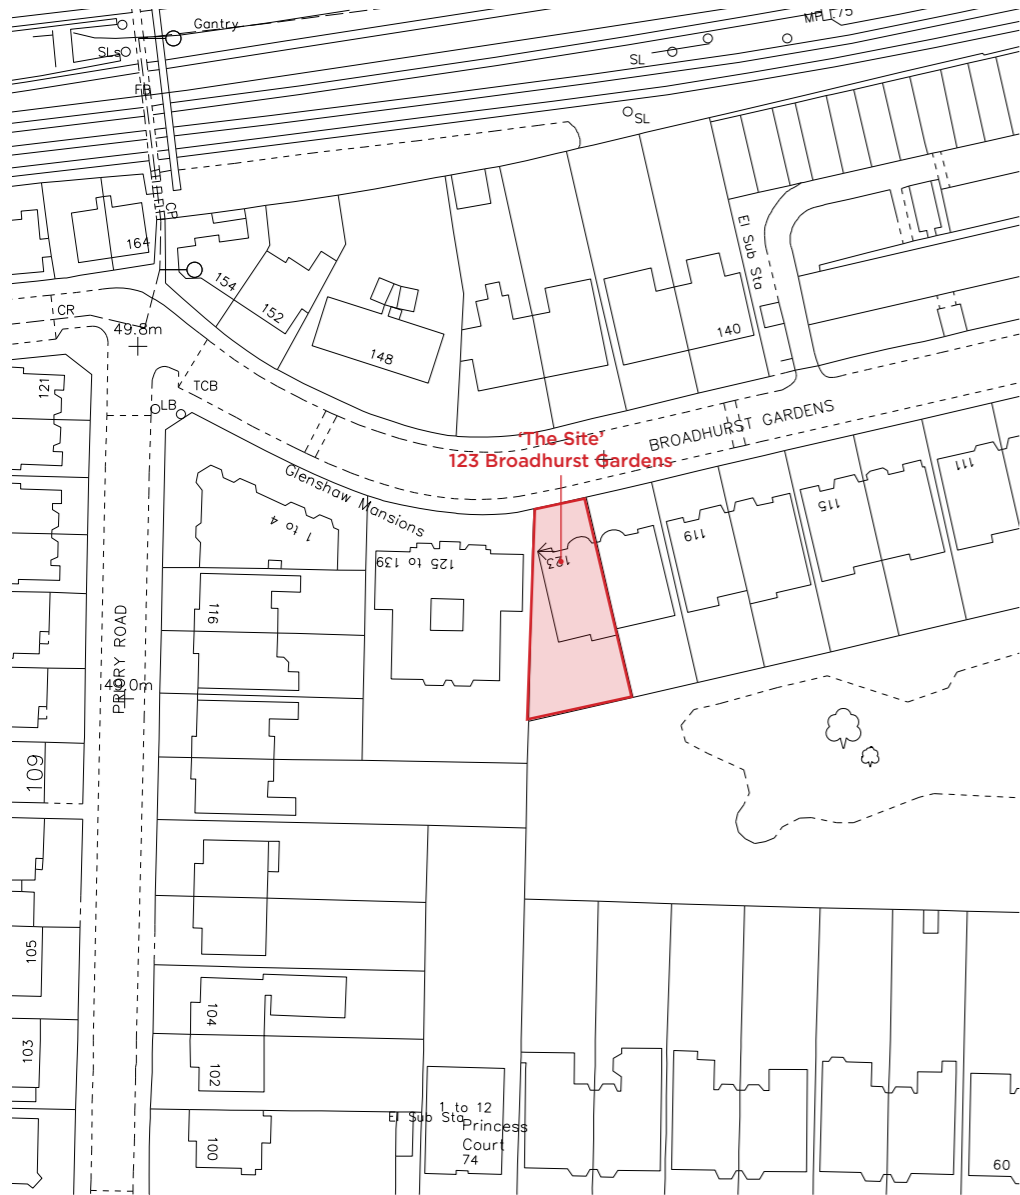 Gantry
MPL.75
SLs
SL
FB
SL
CR
164
El Sub Sta
154
152
CR
49.8m
148
140
121
TCB
LB
BROADHURST GARDENS
'The Site'
123 Broadhurst Gardens
Glenshaw Mansions
111
1 to 4
115
119
125 to 139
123
116
PRIORY ROAD
49.0m
109
105
104
103
102
1 to 12
El Sub Sta
Princess
Court
100
74
60